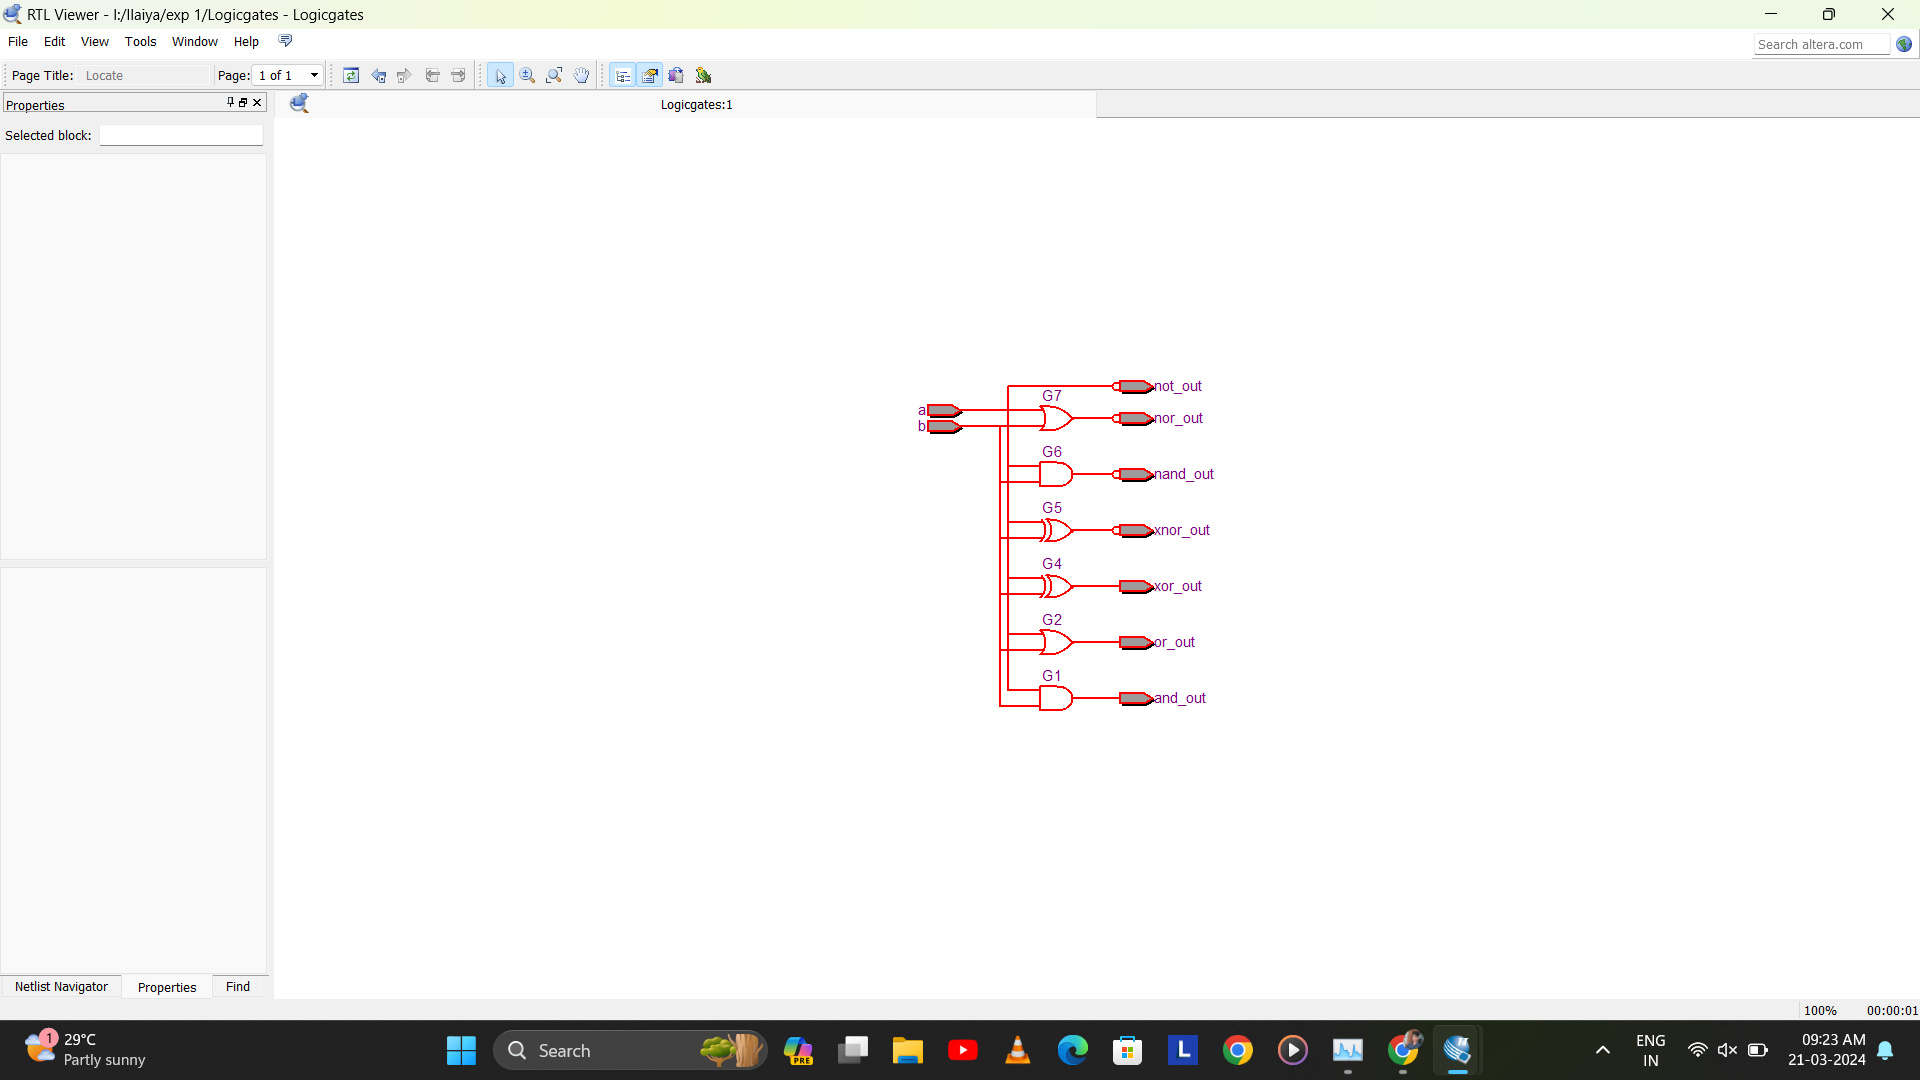 RTL Viewer - I:/Ilaiya/exp 1/Logicgates - Logicgates
File Edit View Tools Window Help
Search altera.com
Page Title: Locate Page: 1 of 1
Properties
Logicgates:1
Selected block:
not_out
G7
a
nor_out
b
G6
nand_out
G5
xnor_out
G4
xor_out
G2
or_out
G1
and_out
Netlist Navigator Properties Find
100% 00:00:01
1
29°C
Partly sunny
Search
PRE
L
ENG
IN
09:23 AM
21-03-2024